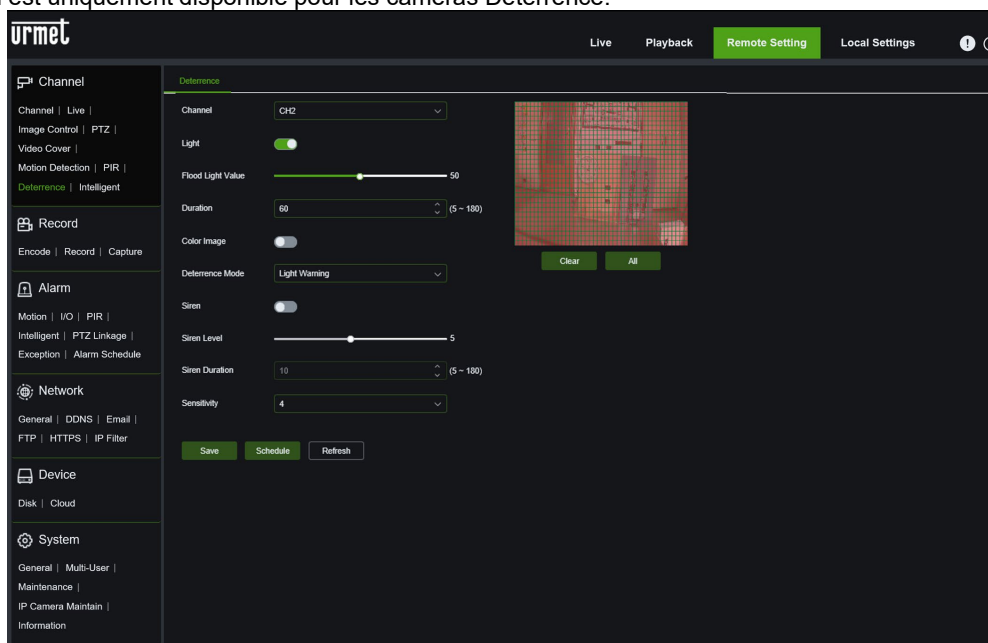 est uniquement disponible pour les caméras Deterrence.
urmet
Live Playback Remote Setting Local Settings
Channel
Channel | Live |
Image Control | PTZ |
Video Cover |
Motion Detection | PIR |
Deterrence | Intelligent
Record
Encode | Record | Capture
Alarm
Motion | I/O | PIR |
Intelligent | PTZ Linkage |
Exception | Alarm Schedule
Network
General | DDNS | Email |
FTP | HTTPS | IP Filter
Device
Disk | Cloud
System
General | Multi-User |
Maintenance |
IP Camera Maintain |
Information
Deterrence
Channel CH2
Light
Flood Light Value 50
Duration 60 (5 ~ 180)
Color Image
Deterrence Mode Light Warning
Siren
Siren Level 5
Siren Duration 10 (5 ~ 180)
Sensitivity 4
Save Schedule Refresh
Clear All